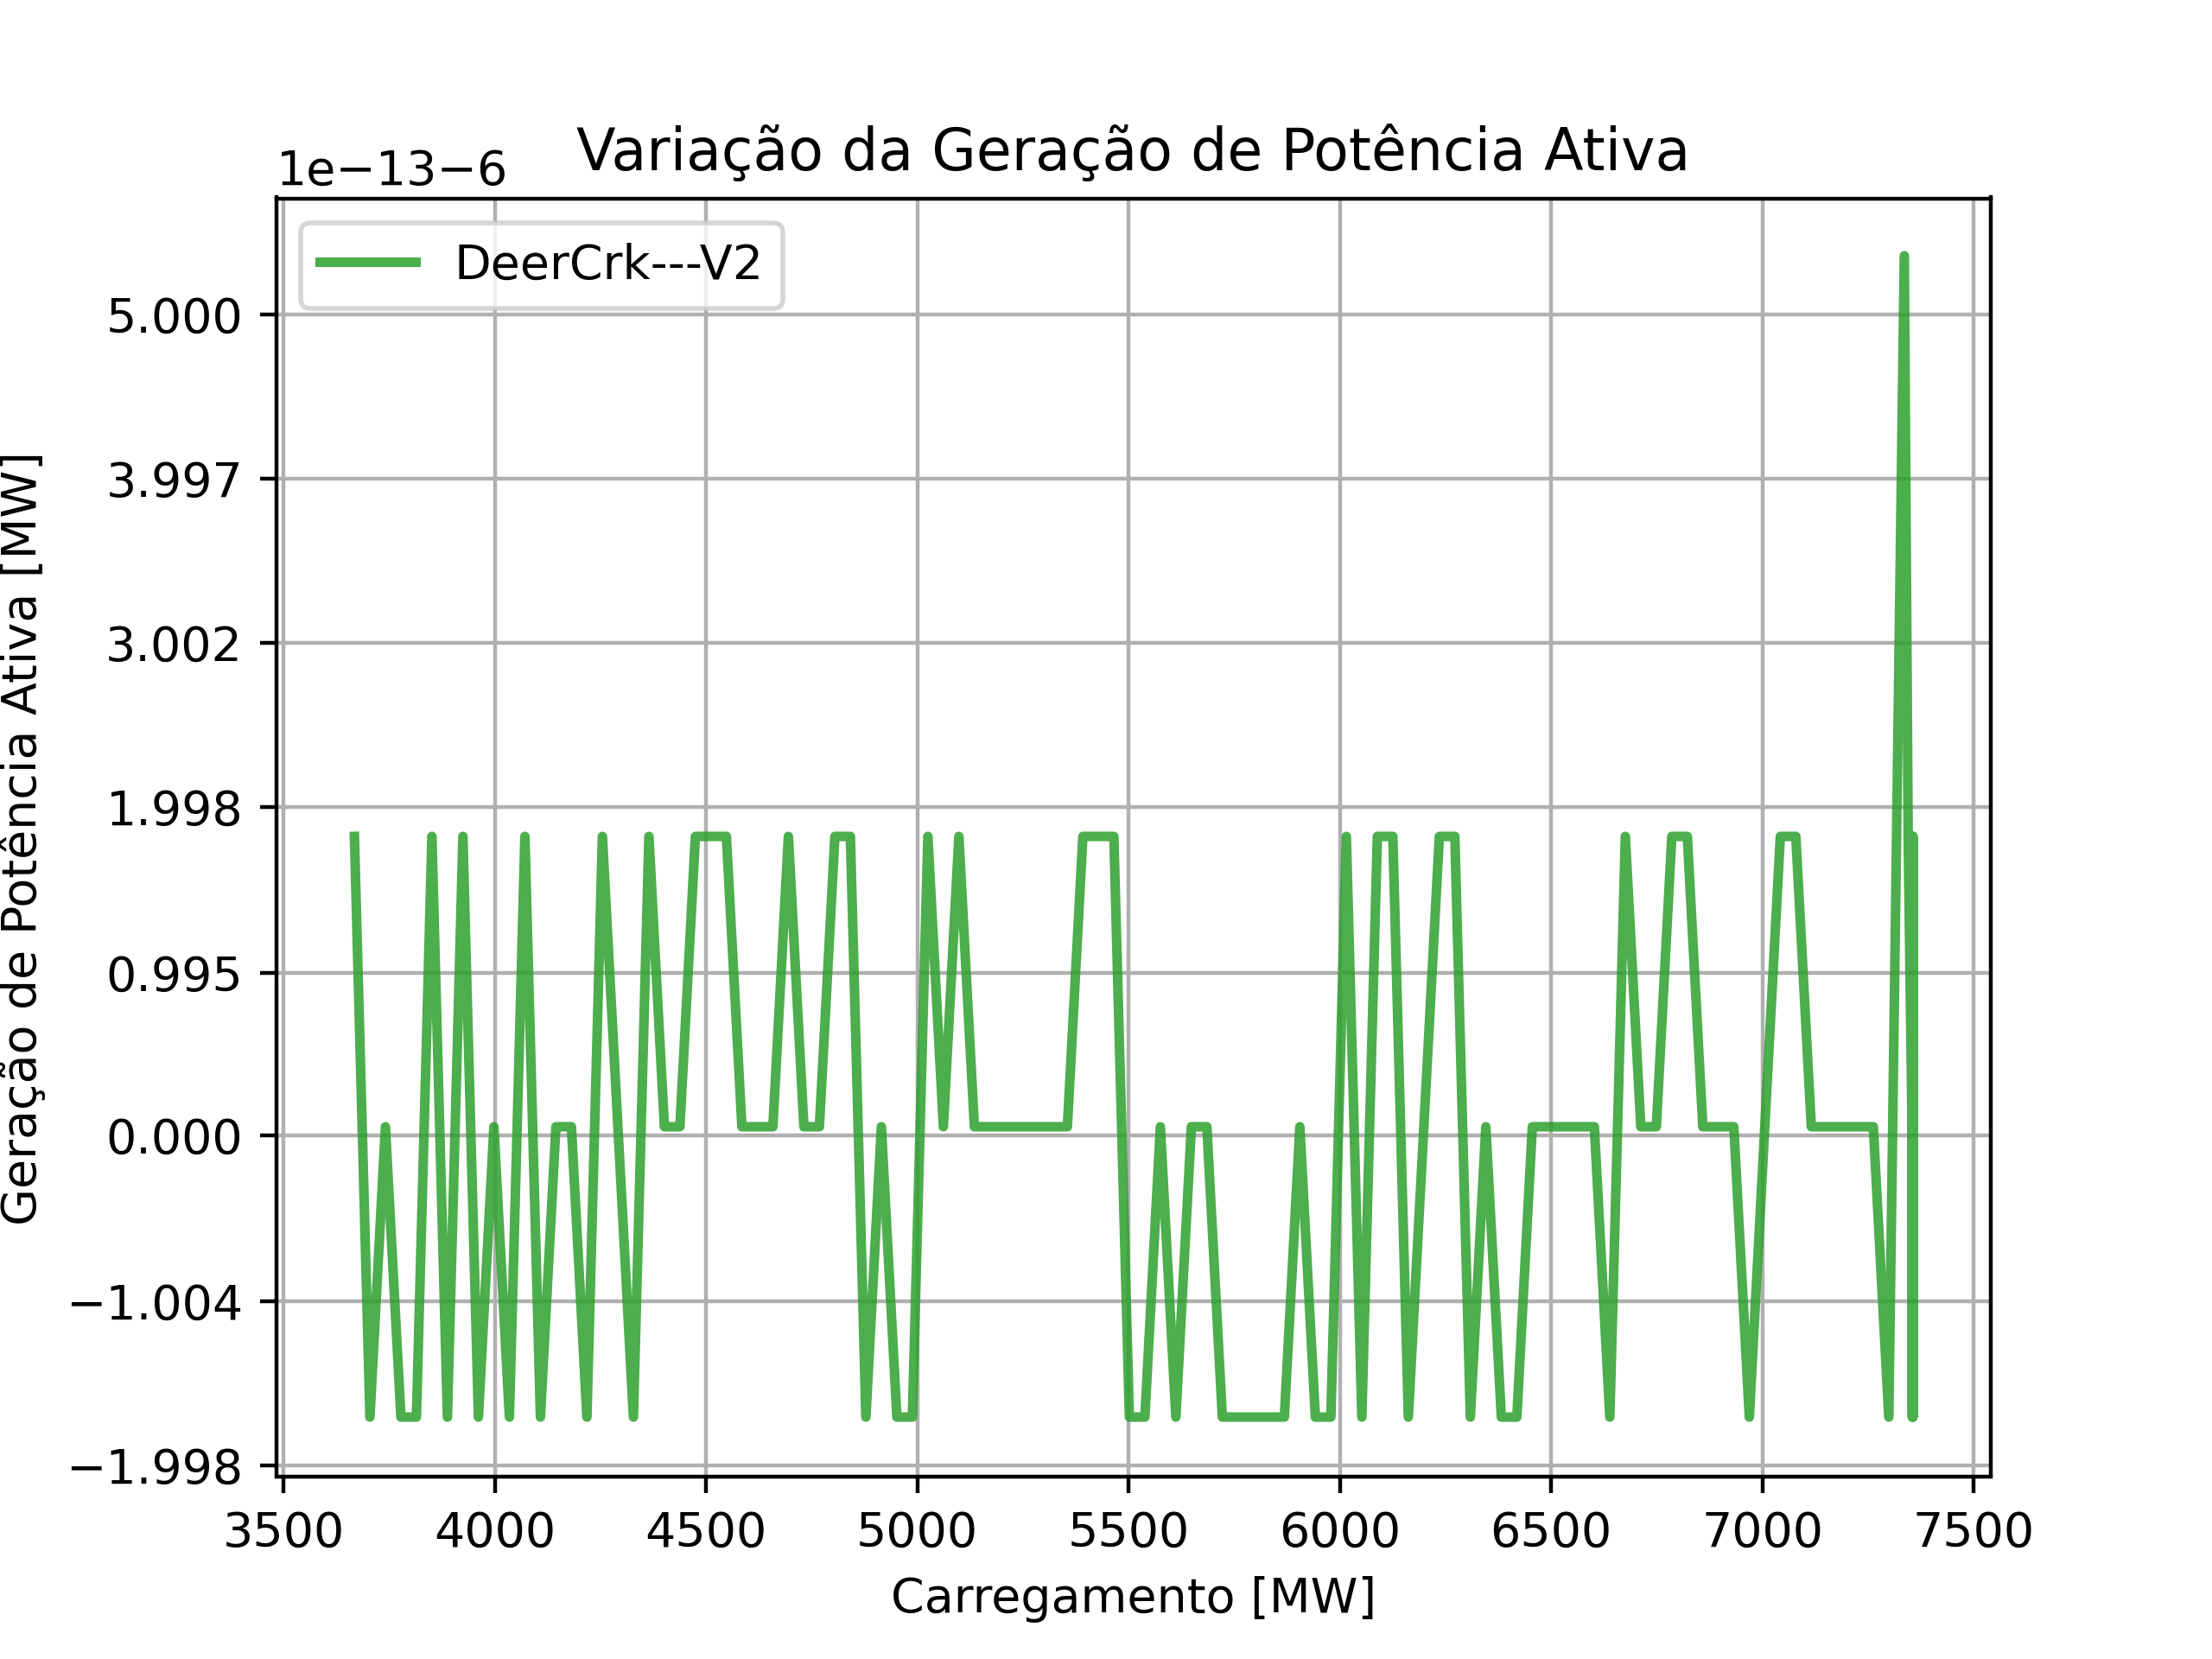 Variação da Geração de Potência Ativa
1e−13−6
DeerCrk---V2
5.000
3.997
3.002
1.998
0.995
0.000
−1.004
−1.998
Geração de Potência Ativa [MW]
3500 4000 4500 5000 5500 6000 6500 7000 7500
Carregamento [MW]